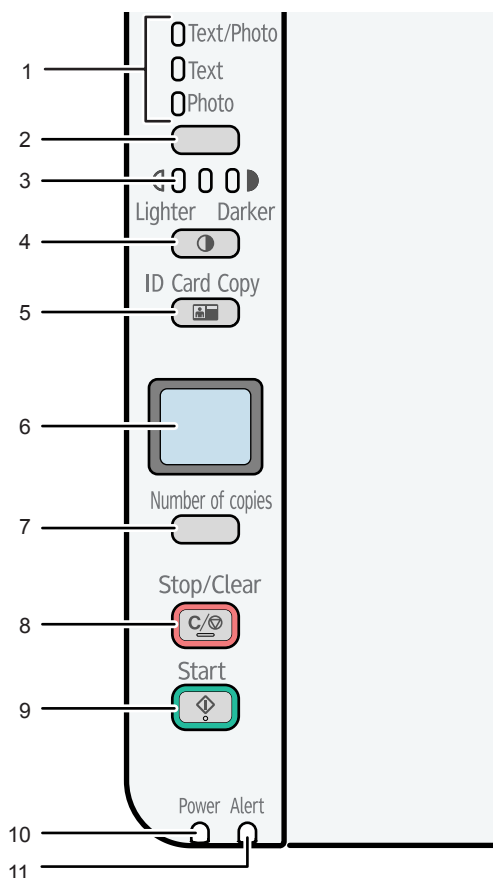 1
Text/Photo
Text
Photo
2
3
Lighter Darker
4
ID Card Copy
5
6
Number of copies
7
Stop/Clear
8 C/
Start
9
Power Alert
10
11